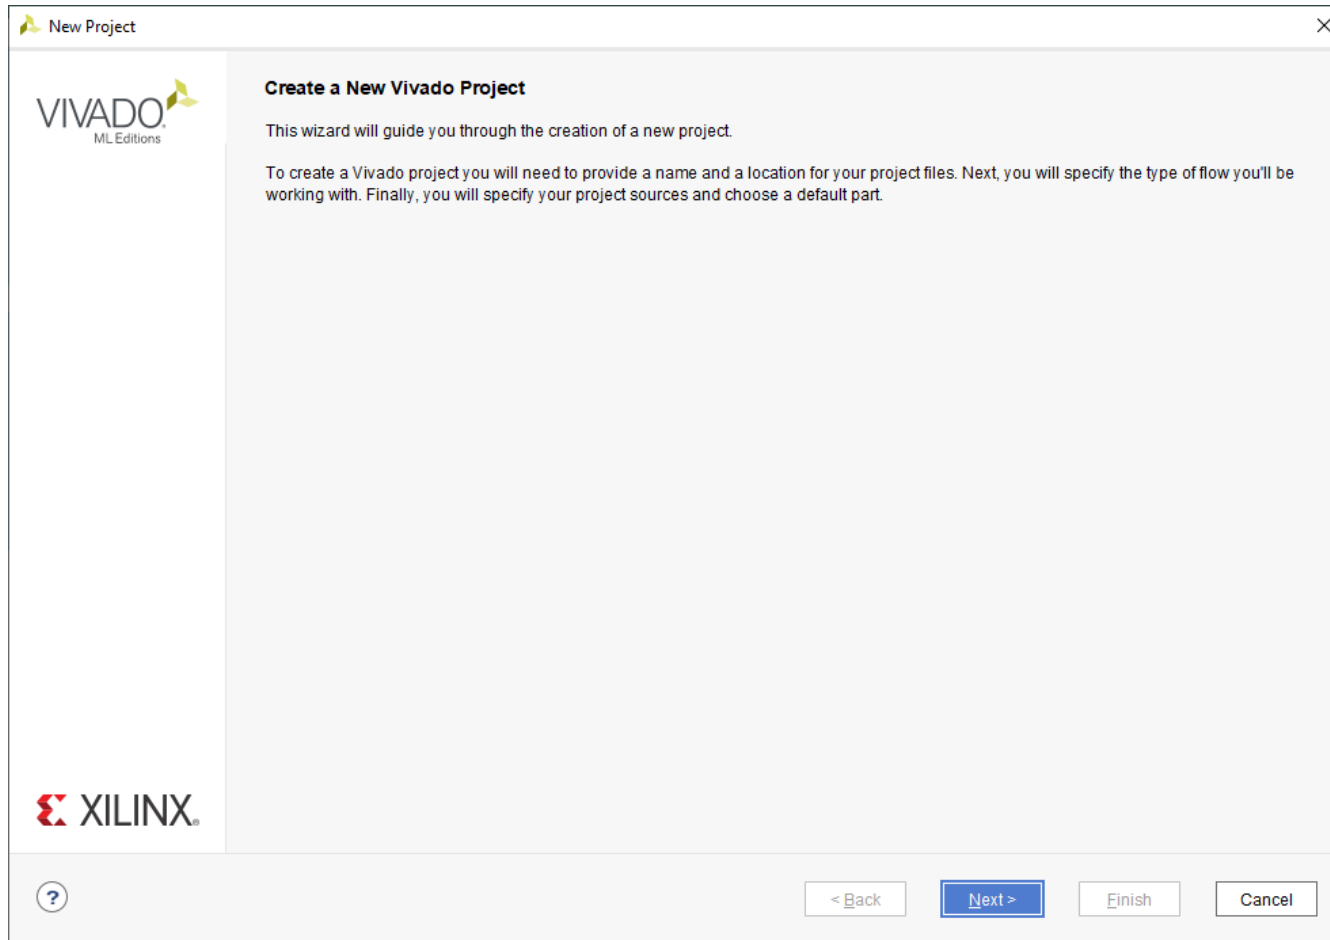 New Project
VIVADO.
ML Editions
Create a New Vivado Project
This wizard will guide you through the creation of a new project.
To create a Vivado project you will need to provide a name and a location for your project files. Next, you will specify the type of flow you'll be
working with. Finally, you will specify your project sources and choose a default part.
XILINX®
?
< Back
Next >
Finish
Cancel